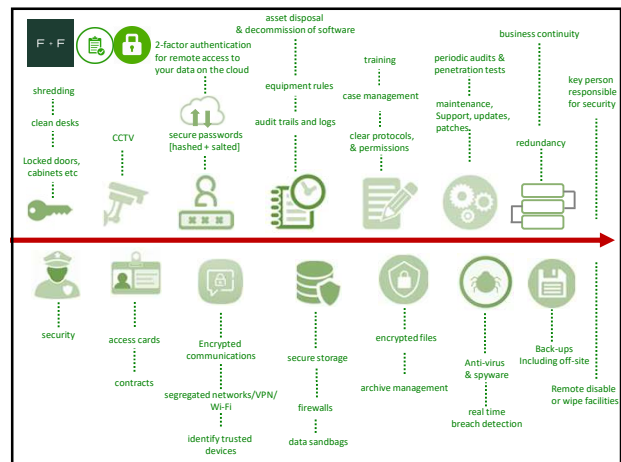 F + F
shredding
clean desks
Locked doors,
cabinets etc
CCTV
2-factor authentication
for remote access to
your data on the cloud
secure passwords
[hashed + salted]
asset disposal
& decommission of software
equipment rules
audit trails and logs
training
case management
clear protocols,
& permissions
periodic audits &
penetration tests
maintenance,
Support, updates,
patches
business continuity
redundancy
key person
responsible
for security
security
access cards
contracts
Encrypted
communications
segregated networks/VPN/
Wi-Fi
identify trusted
devices
secure storage
firewalls
data sandbags
encrypted files
archive management
Anti-virus
& spyware
real time
breach detection
Back-ups
Including off-site
Remote disable
or wipe facilities